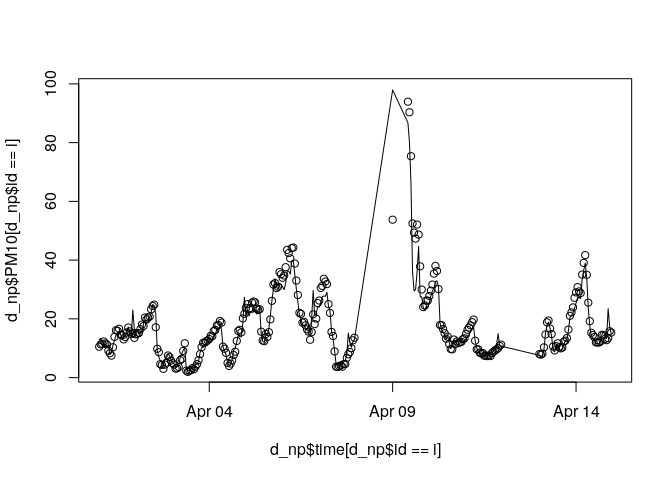 d_np$PM10[d_np$id == i]
100
80
60
40
20
0
Apr 04 Apr 09 Apr 14
d_np$time[d_np$id == i]